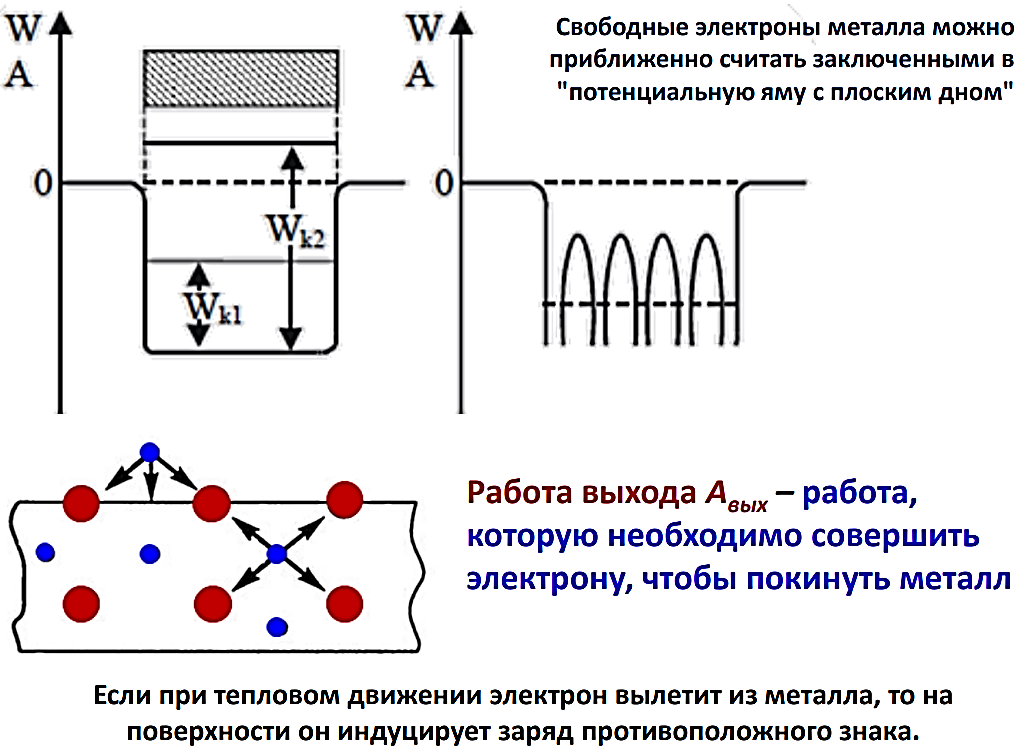 W
A
0
W k2
W k1
W
A
0
Свободные электроны металла можно
приближенно считать заключенными в
"потенциальную яму с плоским дном"
Работа выхода Aвых – работа,
которую необходимо совершить
электрону, чтобы покинуть металл
Если при тепловом движении электрон вылетит из металла, то на
поверхности он индуцирует заряд противоположного знака.